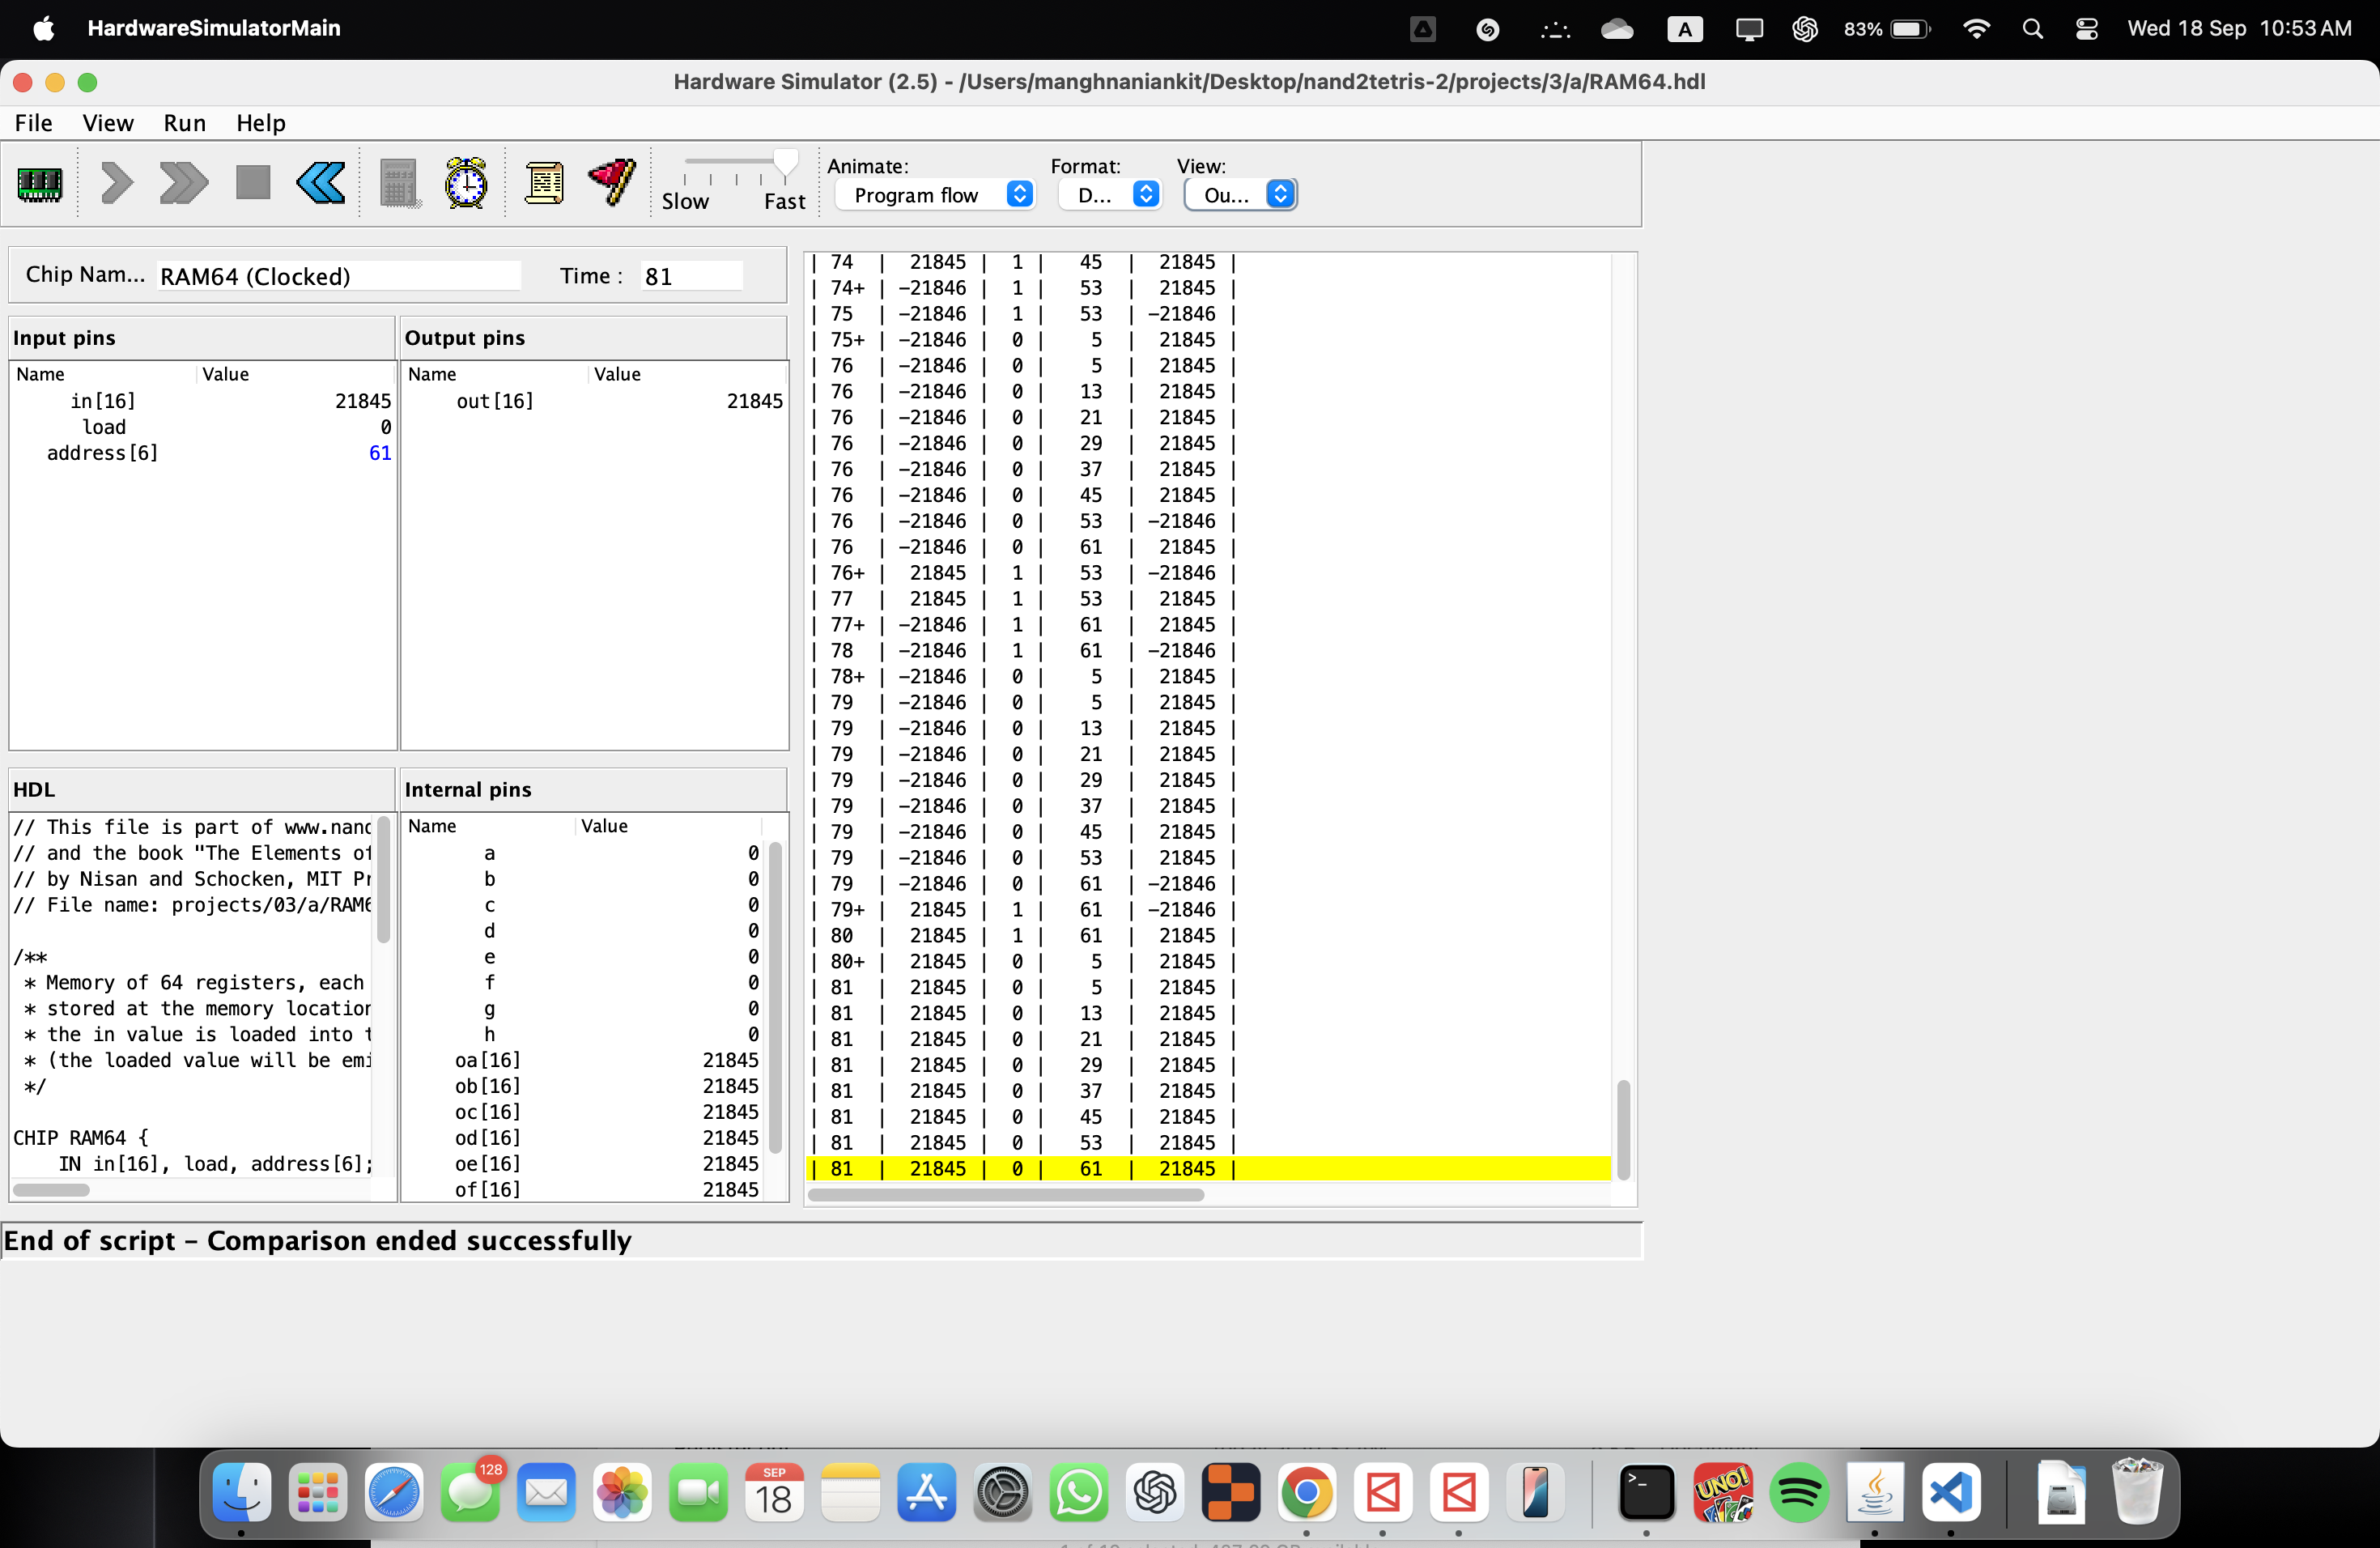 HardwareSimulatorMain
A
83%
Wed 18 Sep 10:53 AM
Hardware Simulator (2.5) - /Users/manghnaniankit/Desktop/nand2tetris-2/projects/3/a/RAM64.hdl
File View Run Help
Slow Fast
Animate: Format: View:
Program flow D... Ou...
Chip Nam... RAM64 (Clocked) Time : 81
Input pins
Name Value
in[16] 21845
load 0
address[6] 61
Output pins
Name Value
out[16] 21845
HDL
// This file is part of www.nand
// and the book "The Elements of
// by Nisan and Schocken, MIT Pr
// File name: projects/03/a/RAM6
/**
* Memory of 64 registers, each
* stored at the memory location
* the in value is loaded into t
* (the loaded value will be emi
*/
CHIP RAM64 {
IN in[16], load, address[6];
Internal pins
Name Value
a 0
b 0
c 0
d 0
e 0
f 0
g 0
h 0
oa[16] 21845
ob[16] 21845
oc[16] 21845
od[16] 21845
oe[16] 21845
of[16] 21845
| 74 | 21845 | 1 | 45 | 21845 |
| 74+ | -21846 | 1 | 53 | 21845 |
| 75 | -21846 | 1 | 53 | -21846 |
| 75+ | -21846 | 0 | 5 | 21845 |
| 76 | -21846 | 0 | 5 | 21845 |
| 76 | -21846 | 0 | 13 | 21845 |
| 76 | -21846 | 0 | 21 | 21845 |
| 76 | -21846 | 0 | 29 | 21845 |
| 76 | -21846 | 0 | 37 | 21845 |
| 76 | -21846 | 0 | 45 | 21845 |
| 76 | -21846 | 0 | 53 | -21846 |
| 76 | -21846 | 0 | 61 | 21845 |
| 76+ | 21845 | 1 | 53 | -21846 |
| 77 | 21845 | 1 | 53 | 21845 |
| 77+ | -21846 | 1 | 61 | 21845 |
| 78 | -21846 | 1 | 61 | -21846 |
| 78+ | -21846 | 0 | 5 | 21845 |
| 79 | -21846 | 0 | 5 | 21845 |
| 79 | -21846 | 0 | 13 | 21845 |
| 79 | -21846 | 0 | 21 | 21845 |
| 79 | -21846 | 0 | 29 | 21845 |
| 79 | -21846 | 0 | 37 | 21845 |
| 79 | -21846 | 0 | 45 | 21845 |
| 79 | -21846 | 0 | 53 | 21845 |
| 79 | -21846 | 0 | 61 | -21846 |
| 79+ | 21845 | 1 | 61 | -21846 |
| 80 | 21845 | 1 | 61 | 21845 |
| 80+ | 21845 | 0 | 5 | 21845 |
| 81 | 21845 | 0 | 5 | 21845 |
| 81 | 21845 | 0 | 13 | 21845 |
| 81 | 21845 | 0 | 21 | 21845 |
| 81 | 21845 | 0 | 29 | 21845 |
| 81 | 21845 | 0 | 37 | 21845 |
| 81 | 21845 | 0 | 45 | 21845 |
| 81 | 21845 | 0 | 53 | 21845 |
| 81 | 21845 | 0 | 61 | 21845 |
End of script - Comparison ended successfully
128
SEP
18
>_
UNO!